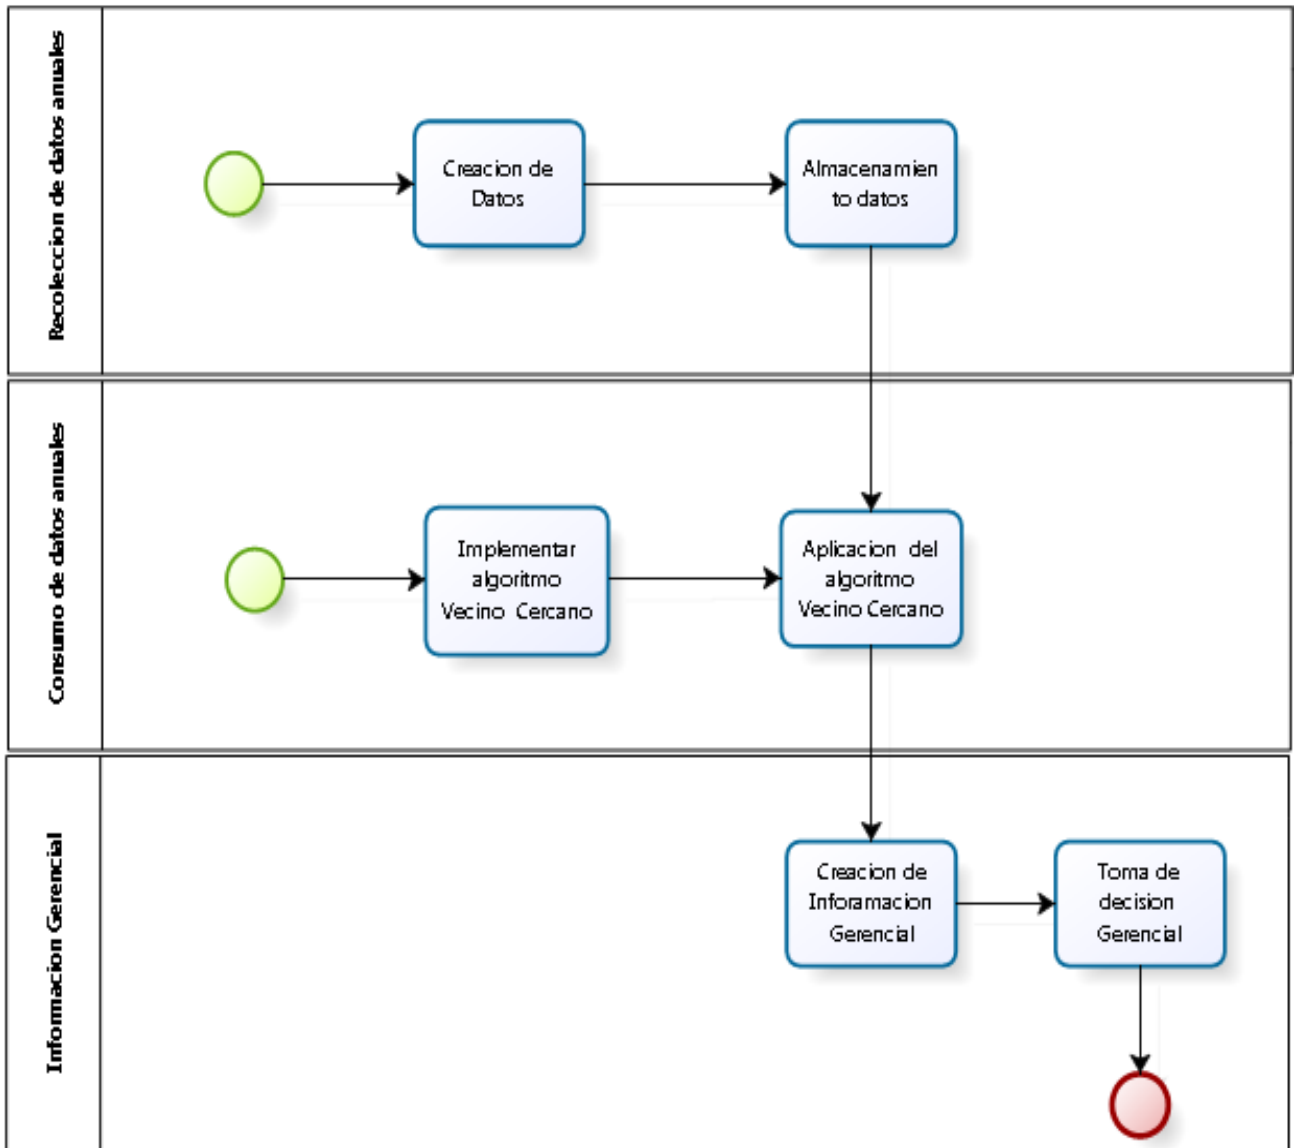 Recoleccion de datos anuales
Creacion de
Datos
Almacenamien
to datos
Consumo de datos anuales
Implementar
algoritmo
Vecino Cercano
Aplicacion del
algoritmo
Vecino Cercano
Informacion Gerencial
Creacion de
Inforamacion
Gerencial
Toma de
decision
Gerencial